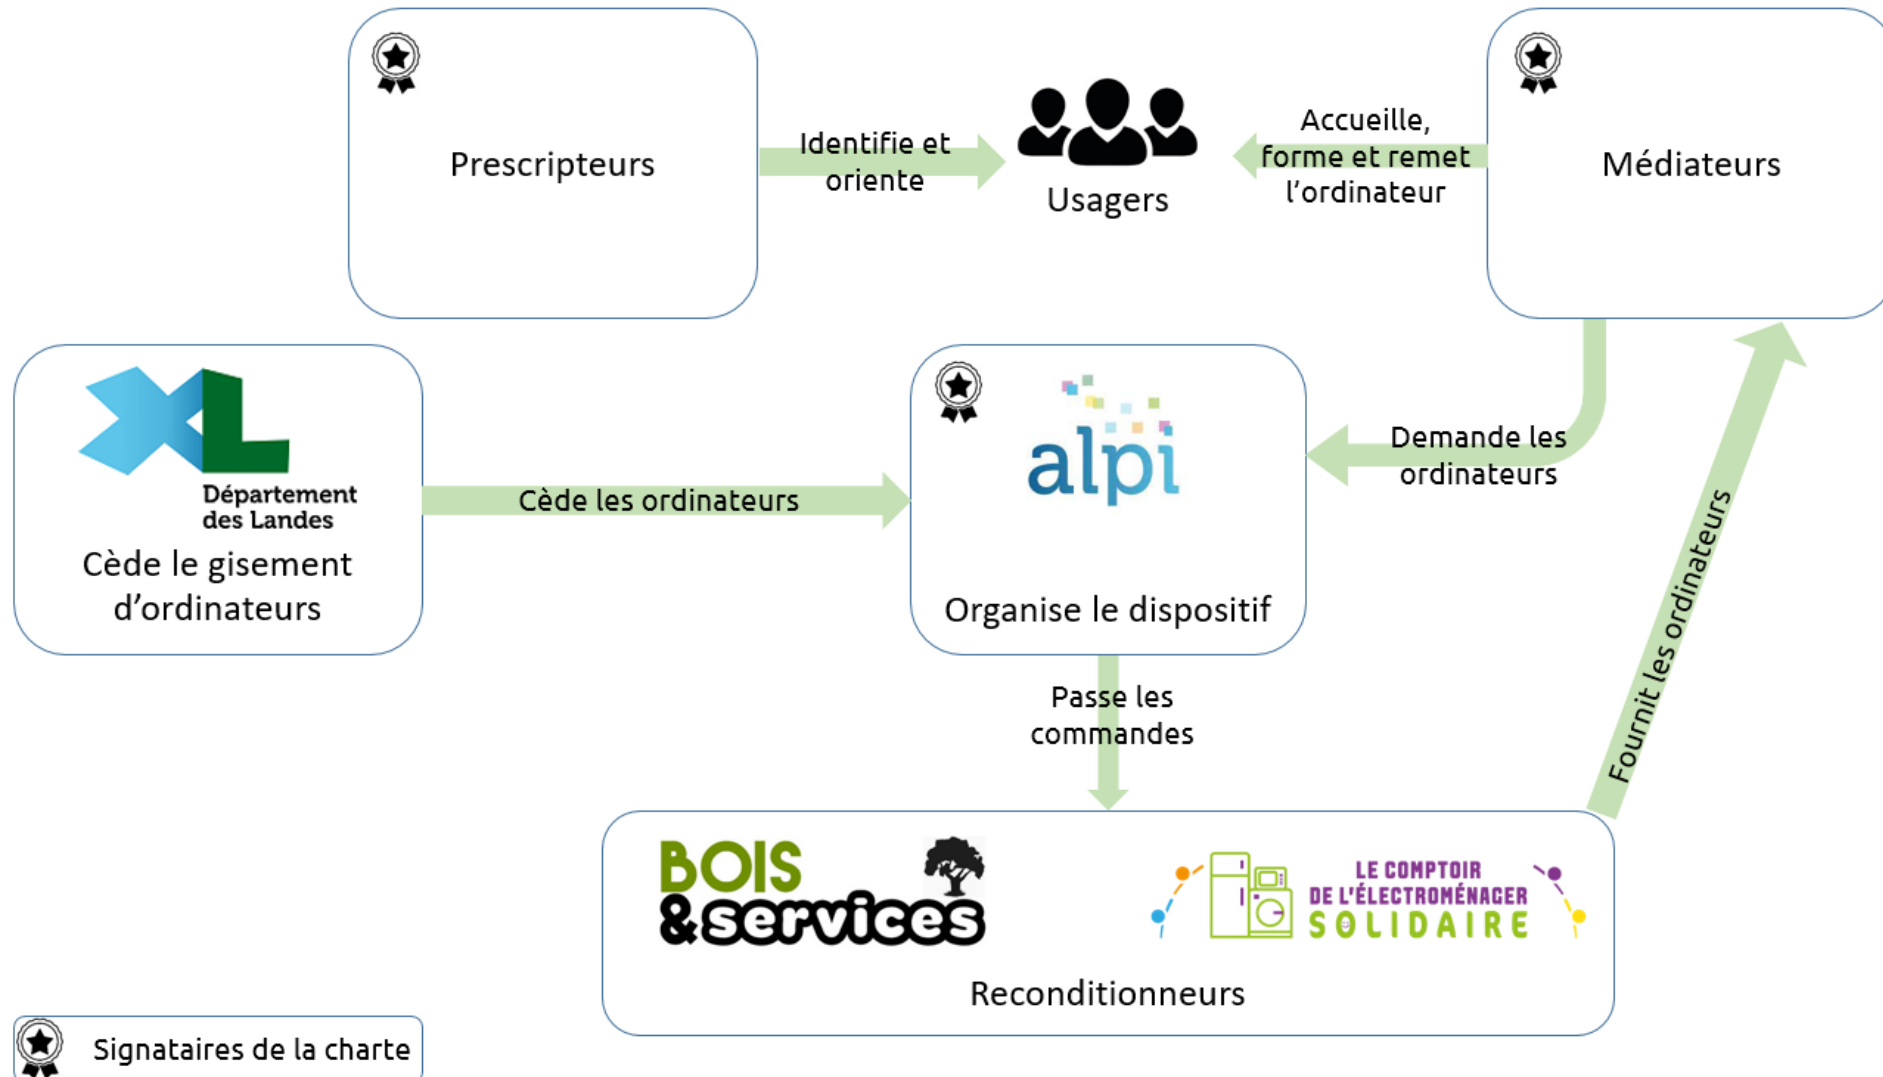 Prescripteurs
Identifie et
oriente
Usagers
Accueille,
forme et remet
l’ordinateur
Médiateurs
XL
Département
des Landes
Cède le gisement
d’ordinateurs
Cède les ordinateurs
alpi
Organise le dispositif
Demande les
ordinateurs
Fournit les ordinateurs
Passe les
commandes
BOIS
&services
LE COMPTOIR
DE L'ÉLECTROMÉNAGER
SOLIDAIRE
Reconditionneurs
Signataires de la charte